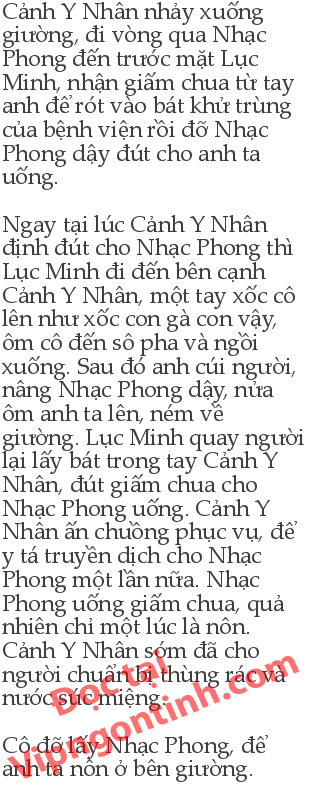 Cảnh Y Nhân nhảy xuống
giường, đi vòng qua Nhạc
Phong đến trước mặt Lục
Minh, nhận giấm chua từ tay
anh để rót vào bát khử trùng
của bệnh viện rồi đỡ Nhạc
Phong dậy đút cho anh ta
uống.
Ngay tại lúc Cảnh Y Nhân
định đút cho Nhạc Phong thì
Lục Minh đi đến bên cạnh
Cảnh Y Nhân, một tay xốc cô
lên như xốc con gà con vậy,
ôm cô đến sô pha và ngồi
xuống. Sau đó anh cúi người,
nâng Nhạc Phong dậy, nửa
ôm anh ta lên, ném về
giường. Lục Minh quay người
lại lấy bát trong tay Cảnh Y
Nhân, đút giấm chua cho
Nhạc Phong uống. Cảnh Y
Nhân ấn chuồng phục vụ, để
y tá truyền dịch cho Nhạc
Phong một lần nữa. Nhạc
Phong uống giấm chua, quả
nhiên chỉ một lúc là nôn.
Cảnh Y Nhân sớm đã cho
người chuẩn bị thùng rác và
nước súc miệng.
Cô đỡ lấy Nhạc Phong, để
anh ta nôn ở bên giường.
Đọc tại
Vipngontinh.com